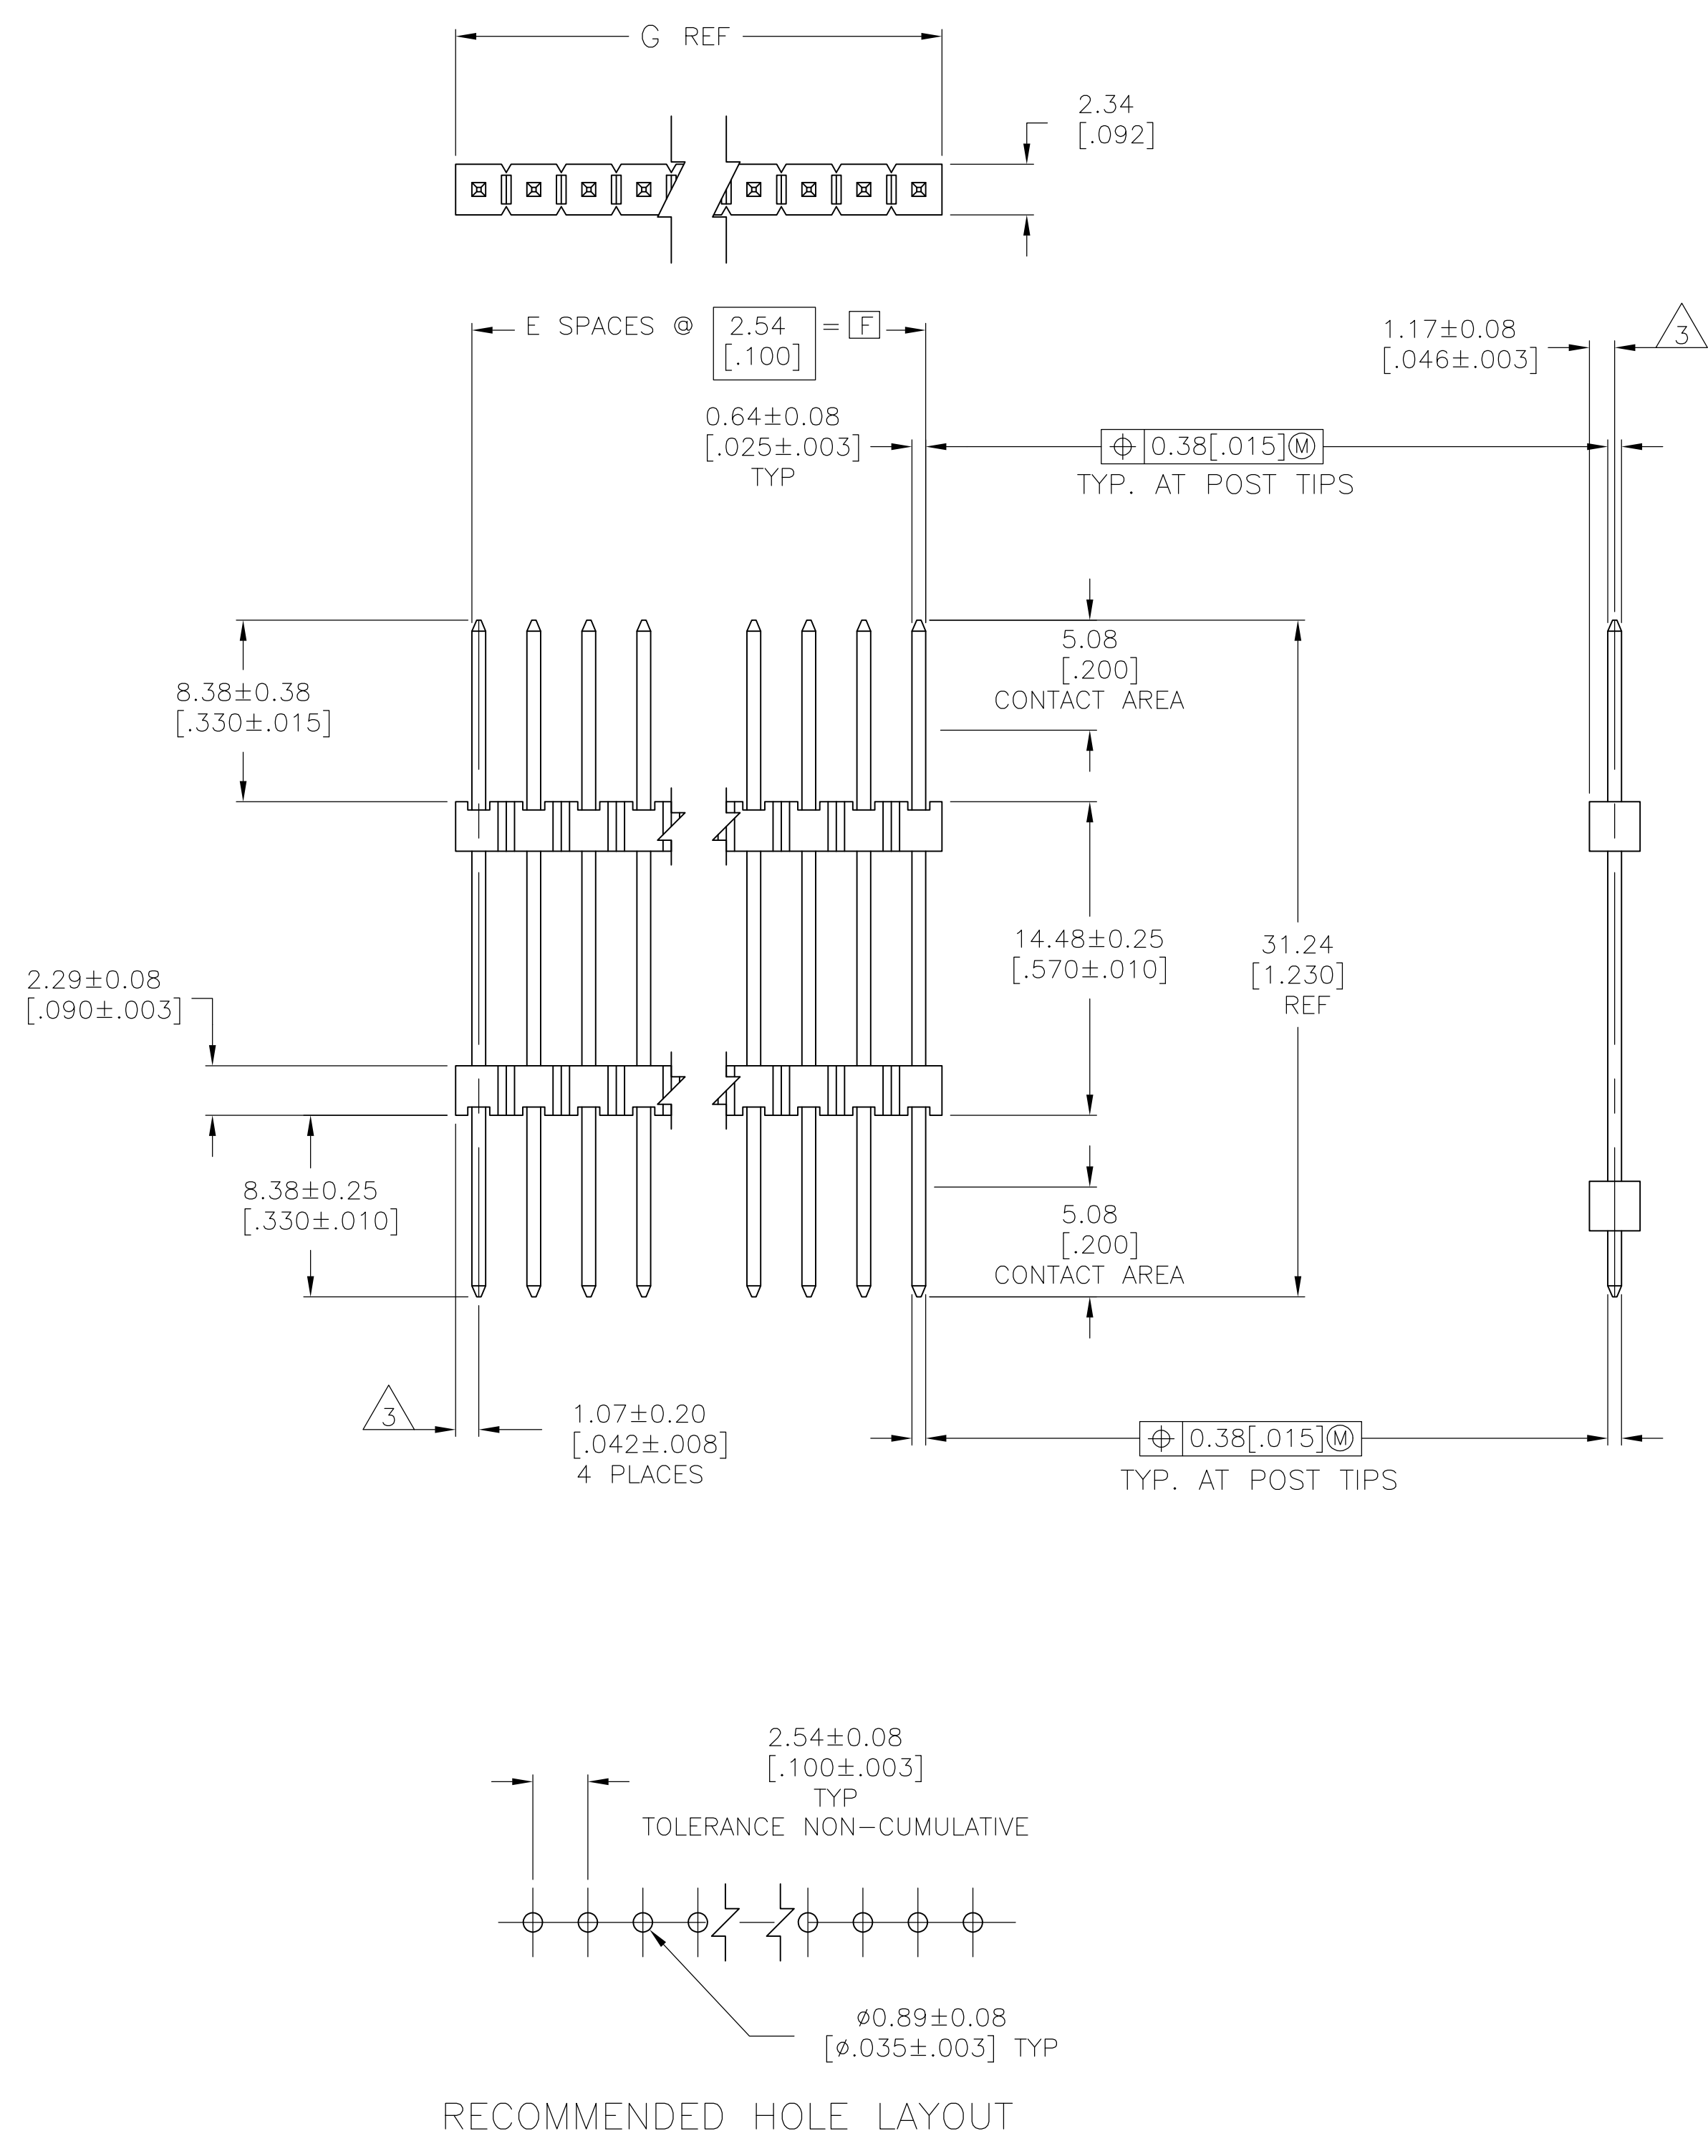 G REF
2.34
[.092]
E SPACES @ 2.54 = F
[.100]
1.17±0.08
[.046±.003]
3
0.64±0.08
[.025±.003]
TYP
⌖ 0.38[.015]Ⓜ
TYP. AT POST TIPS
8.38±0.38
[.330±.015]
5.08
[.200]
CONTACT AREA
14.48±0.25
[.570±.010]
31.24
[1.230]
REF
2.29±0.08
[.090±.003]
8.38±0.25
[.330±.010]
5.08
[.200]
CONTACT AREA
3
1.07±0.20
[.042±.008]
4 PLACES
⌖ 0.38[.015]Ⓜ
TYP. AT POST TIPS
2.54±0.08
[.100±.003]
TYP
TOLERANCE NON-CUMULATIVE
ø0.89±0.08
[ø.035±.003] TYP
RECOMMENDED HOLE LAYOUT